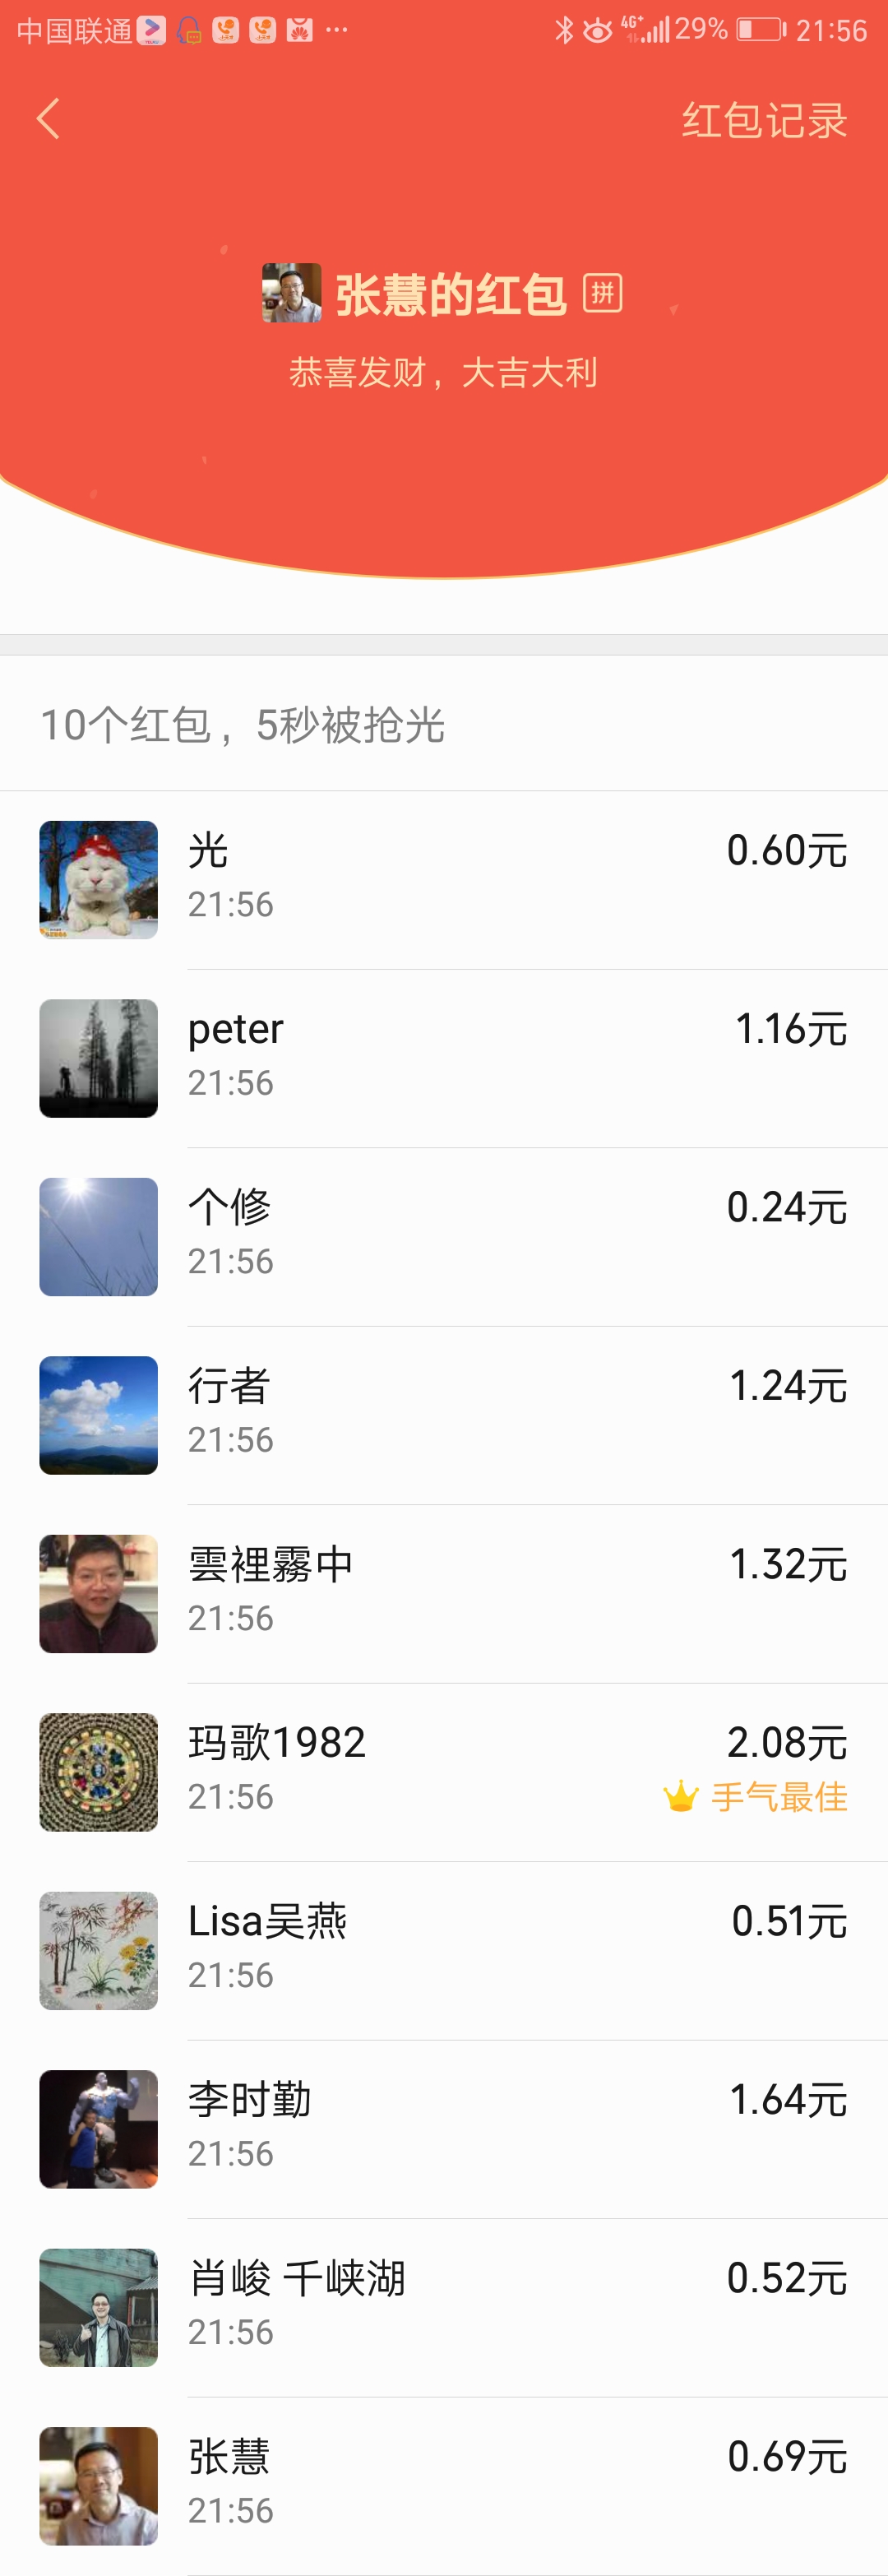 中国联通 4G+ 29% 21:56
红包记录
张慧的红包 拼
恭喜发财，大吉大利
10个红包，5秒被抢光
光 0.60元
21:56
peter 1.16元
21:56
个修 0.24元
21:56
行者 1.24元
21:56
雲裡霧中 1.32元
21:56
玛歌1982 2.08元
21:56 手气最佳
Lisa吴燕 0.51元
21:56
李时勤 1.64元
21:56
肖峻 千峡湖 0.52元
21:56
张慧 0.69元
21:56